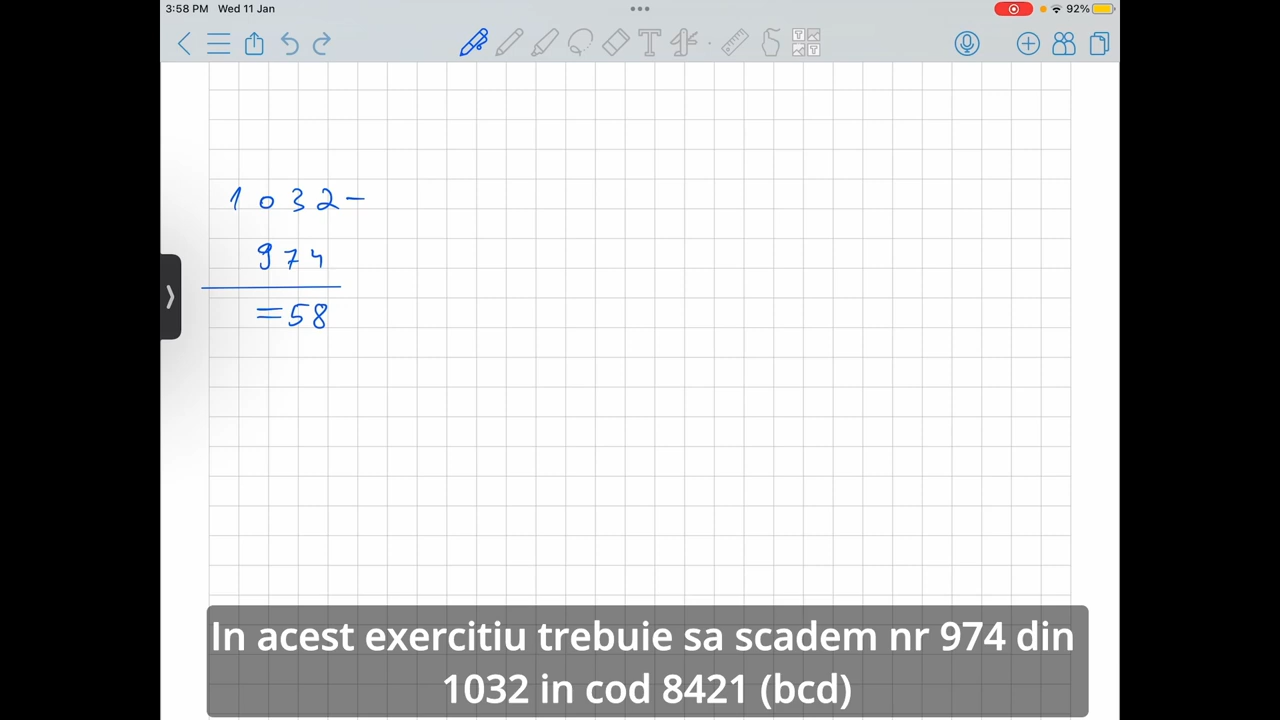 3:58 PM Wed 11 Jan
92%
1032-
974
=58
In acest exercitiu trebuie sa scadem nr 974 din
1032 in cod 8421 (bcd)